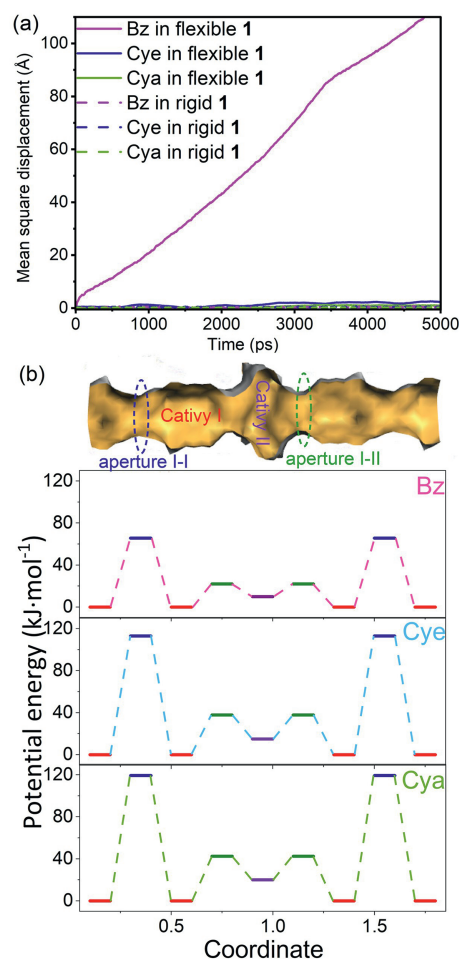 (a)
Bz in flexible 1
Cye in flexible 1
Cya in flexible 1
Bz in rigid 1
Cye in rigid 1
Cya in rigid 1
Mean square displacement (Å)
100
80
60
40
20
0
0 1000 2000 3000 4000 5000
Time (ps)
(b)
Cativy I
Cativy II
aperture I-I
aperture I-II
Potential energy (kJ·mol⁻¹)
Bz
120
80
40
0
Cye
120
80
40
0
Cya
120
80
40
0
0.5 1.0 1.5
Coordinate